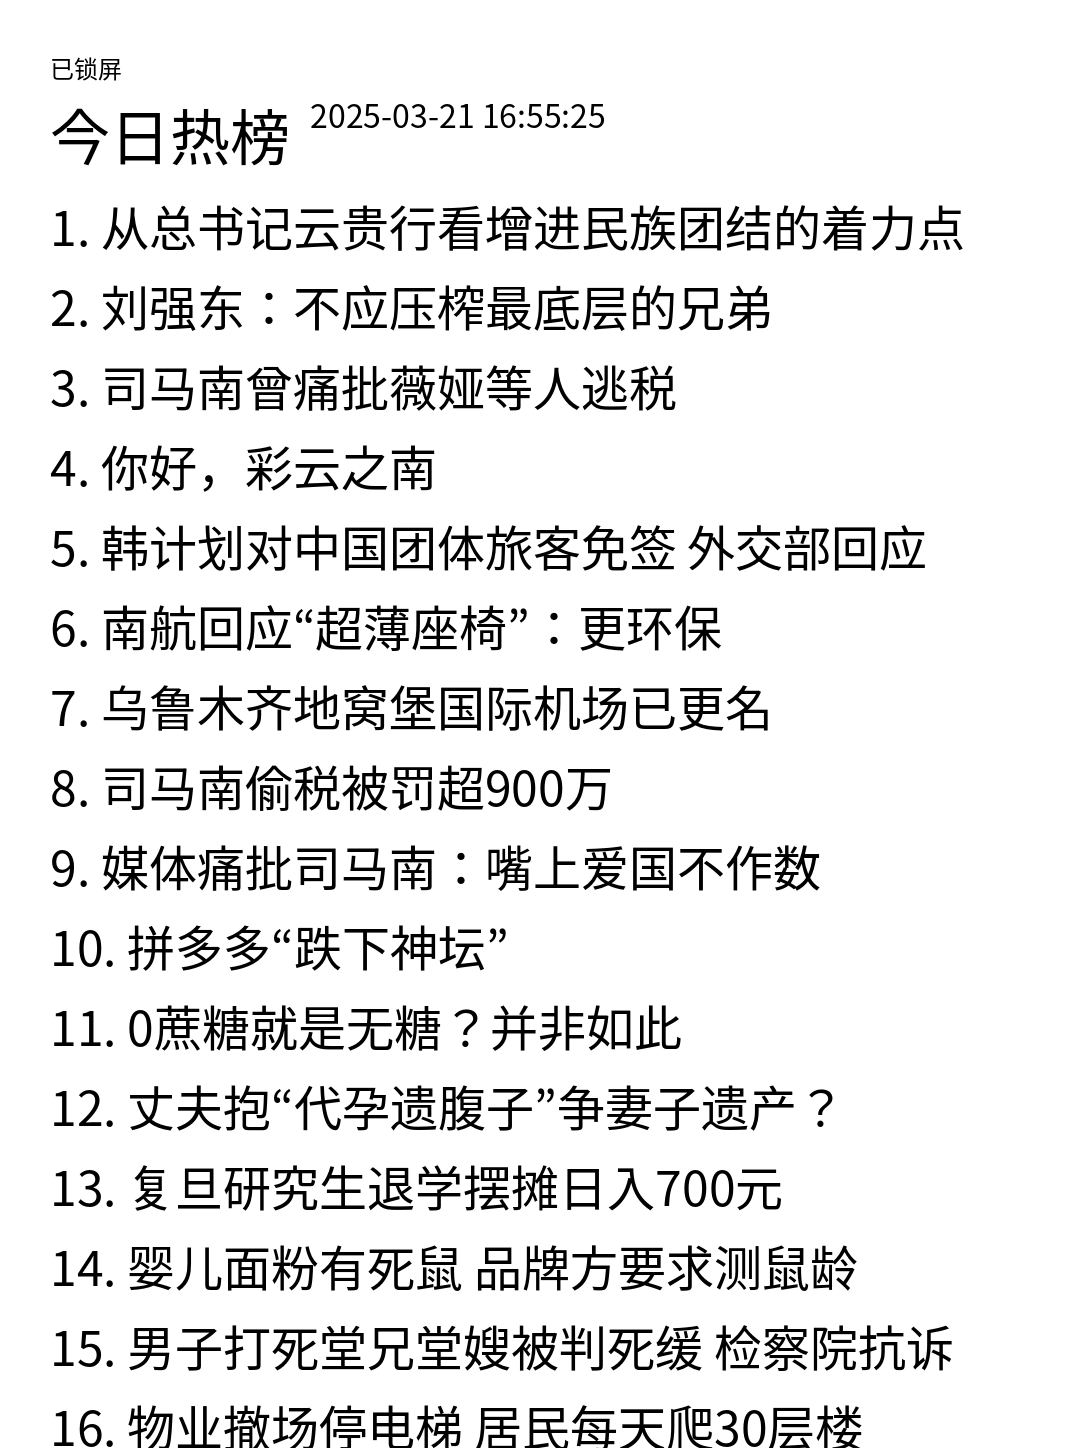 已锁屏
今日热榜 2025-03-21 16:55:25
1. 从总书记云贵行看增进民族团结的着力点
2. 刘强东：不应压榨最底层的兄弟
3. 司马南曾痛批薇娅等人逃税
4. 你好，彩云之南
5. 韩计划对中国团体旅客免签 外交部回应
6. 南航回应“超薄座椅”：更环保
7. 乌鲁木齐地窝堡国际机场已更名
8. 司马南偷税被罚超900万
9. 媒体痛批司马南：嘴上爱国不作数
10. 拼多多“跌下神坛”
11. 0蔗糖就是无糖？并非如此
12. 丈夫抱“代孕遗腹子”争妻子遗产？
13. 复旦研究生退学摆摊日入700元
14. 婴儿面粉有死鼠 品牌方要求测鼠龄
15. 男子打死堂兄堂嫂被判死缓 检察院抗诉
16. 物业撤场停电梯 居民每天爬30层楼